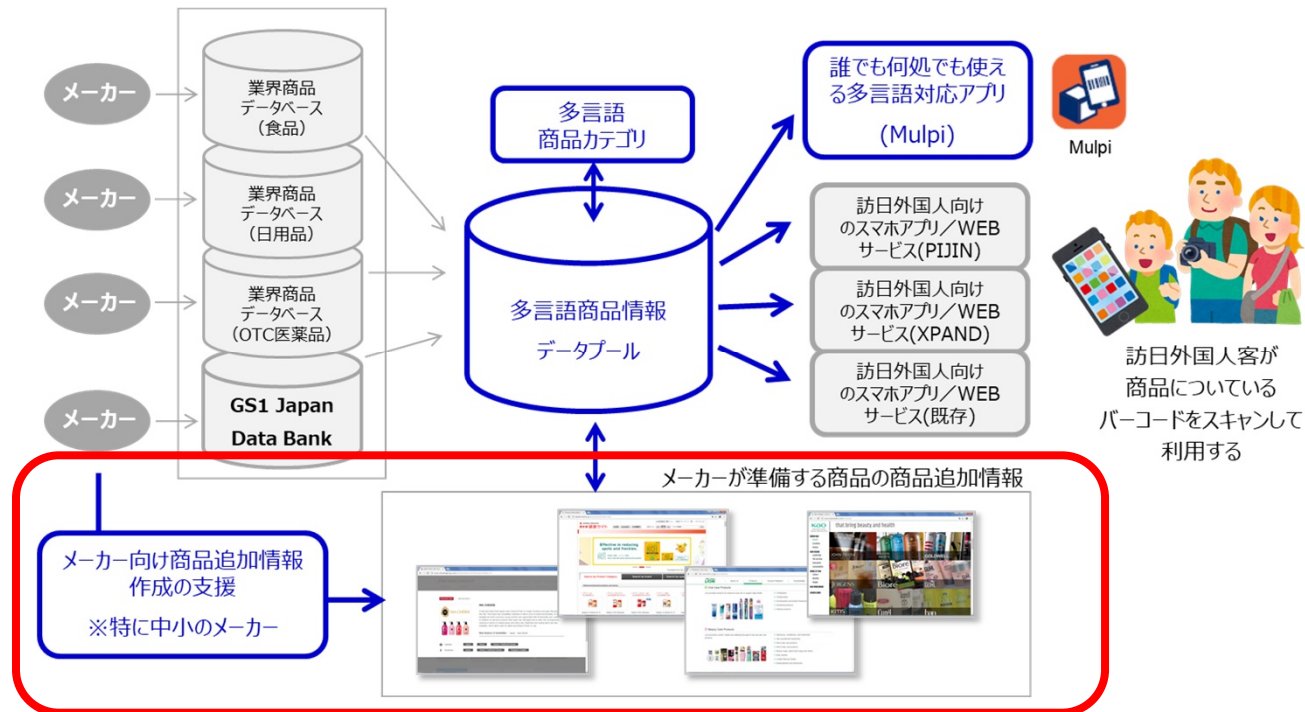 メーカー
業界商品
データベース
（食品）
メーカー
業界商品
データベース
（日用品）
メーカー
業界商品
データベース
（OTC医薬品）
メーカー
GS1 Japan
Data Bank
多言語
商品カテゴリ
多言語商品情報
データプール
誰でも何処でも使え
る多言語対応アプリ
(Mulpi)
Mulpi
訪日外国人向け
のスマホアプリ／WEB
サービス(PIJIN)
訪日外国人向け
のスマホアプリ／WEB
サービス(XPAND)
訪日外国人向け
のスマホアプリ／WEB
サービス(既存)
訪日外国人客が
商品についている
バーコードをスキャンして
利用する
メーカーが準備する商品の商品追加情報
メーカー向け商品追加情報
作成の支援
※特に中小のメーカー
Effective in reducing
that bring beauty and health
Kao
Bioré
GOLDWELL
JERGENS